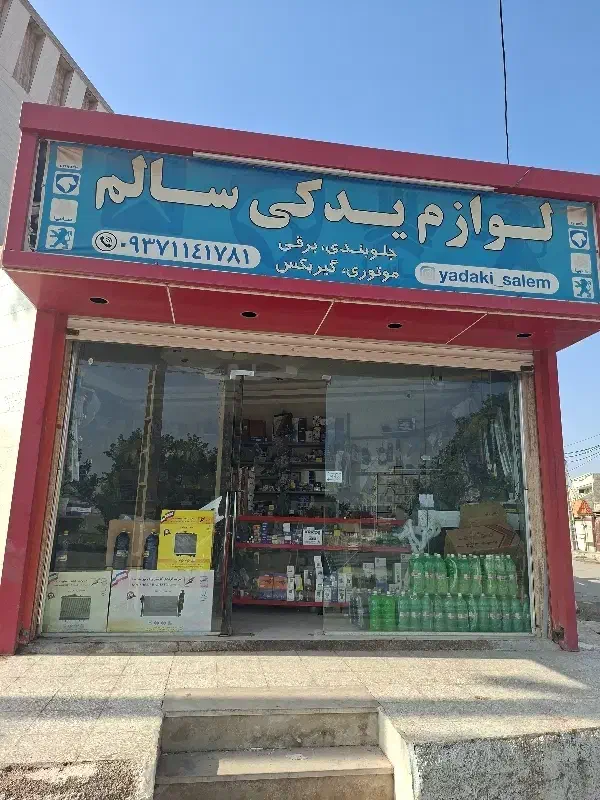 لوازم یدکی سالم
جلوبندی، برقی
موتوری، گیربکس
۰۹۳۷۱۱۴۱۷۸۱
yadaki_salem